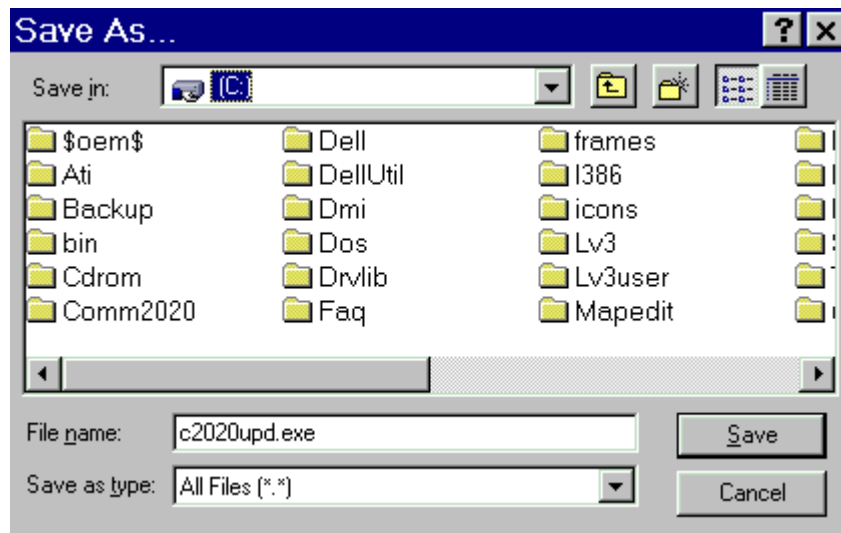 Save As...
Save in: (C:)
$oem$ Dell frames
Ati DellUtil I386
Backup Dmi icons
bin Dos Lv3
Cdrom Drvlib Lv3user
Comm2020 Faq Mapedit
File name: c2020upd.exe Save
Save as type: All Files (*.*) Cancel